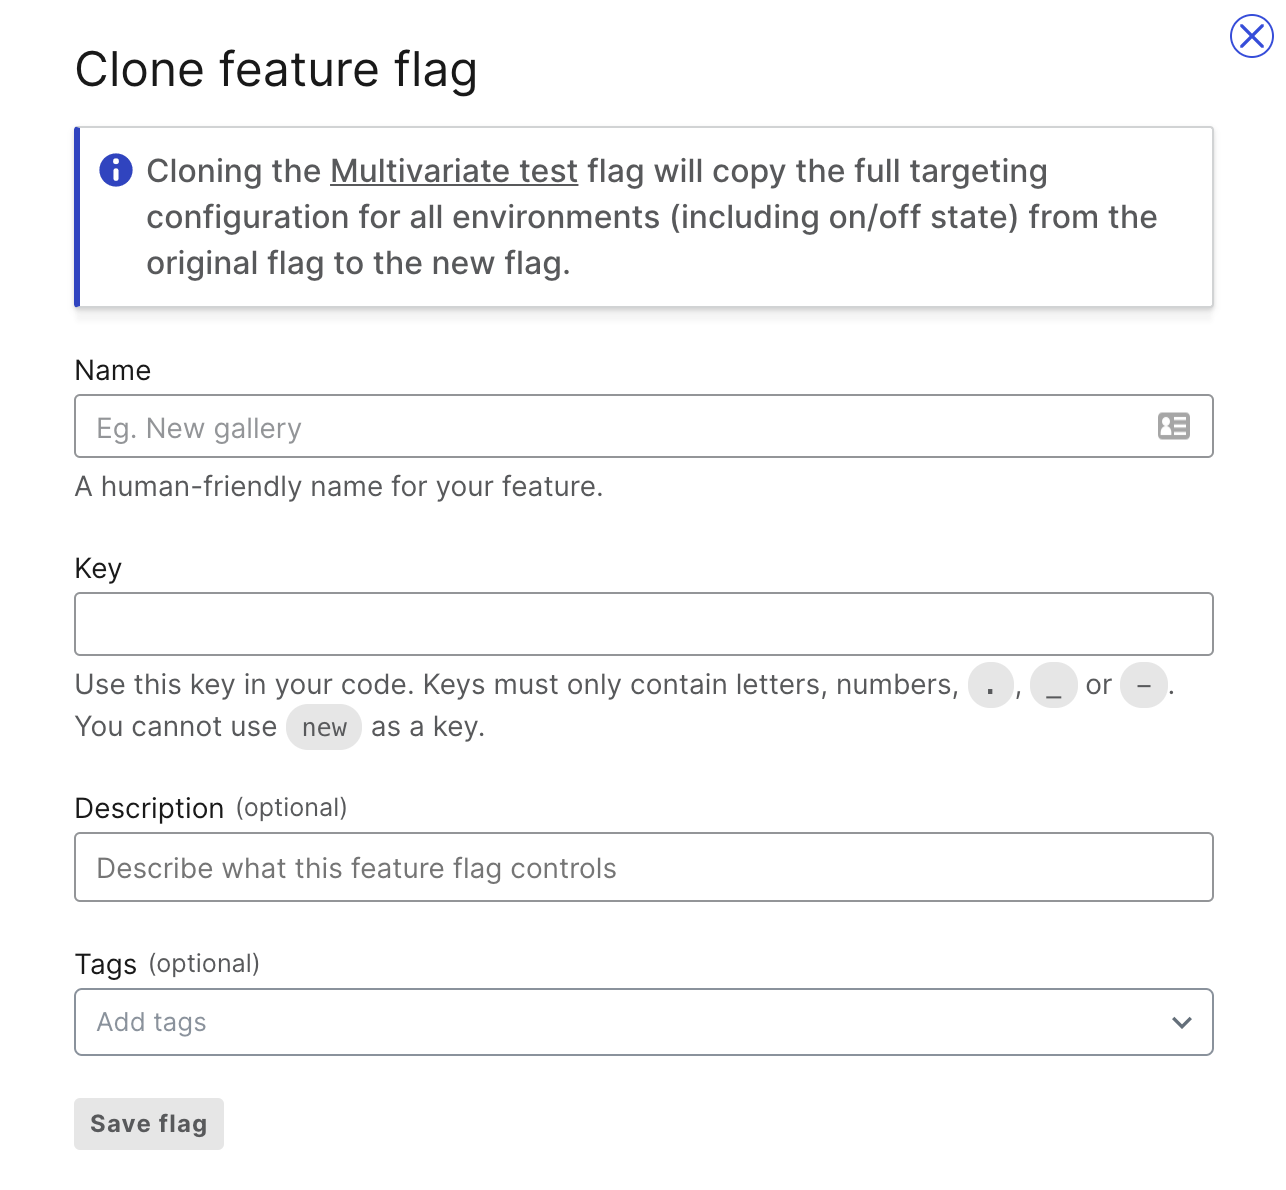 Clone feature flag
Cloning the Multivariate test flag will copy the full targeting
configuration for all environments (including on/off state) from the
original flag to the new flag.
Name
Eg. New gallery
A human-friendly name for your feature.
Key
Use this key in your code. Keys must only contain letters, numbers, ., _ or -.
You cannot use new as a key.
Description (optional)
Describe what this feature flag controls
Tags (optional)
Add tags
Save flag